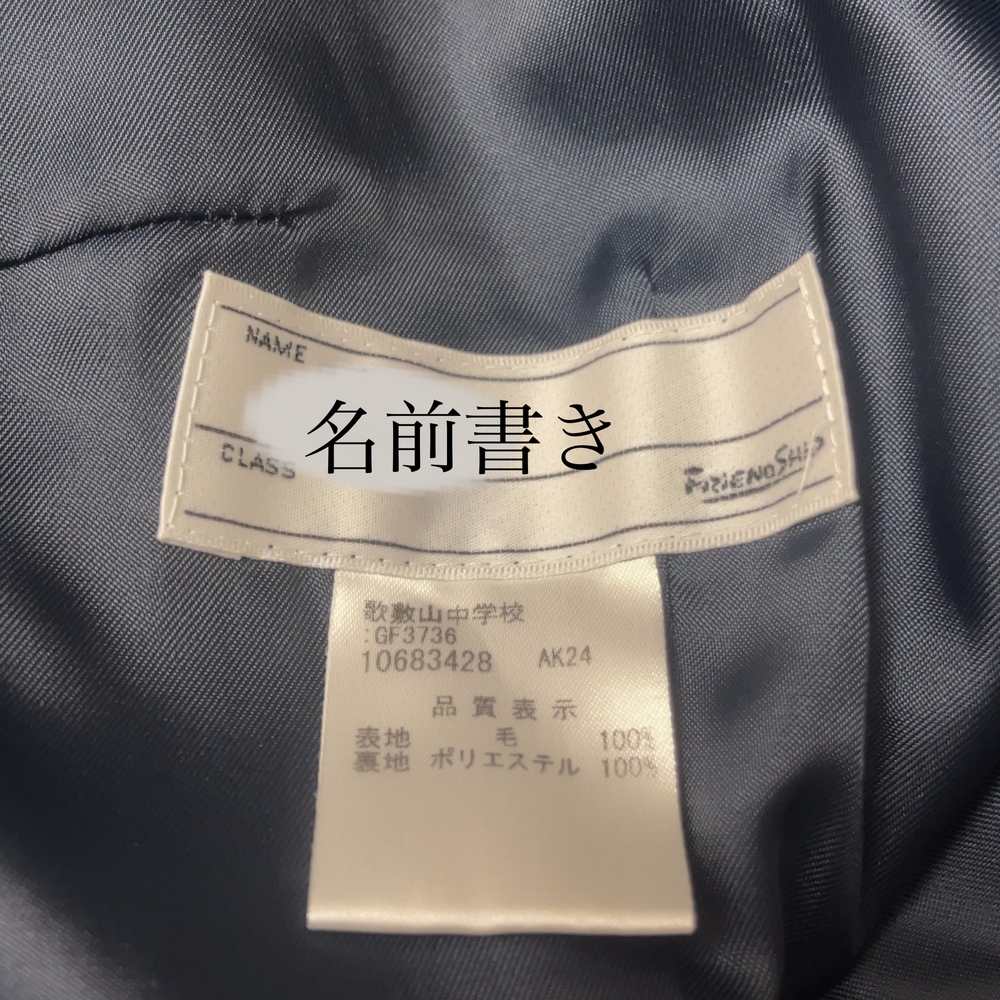 NAME
名前書き
CLASS
FRIENDSHIP
歌敷山中学校
:GF3736
10683428 AK24
品質表示
表地 毛 100%
裏地 ポリエステル 100%